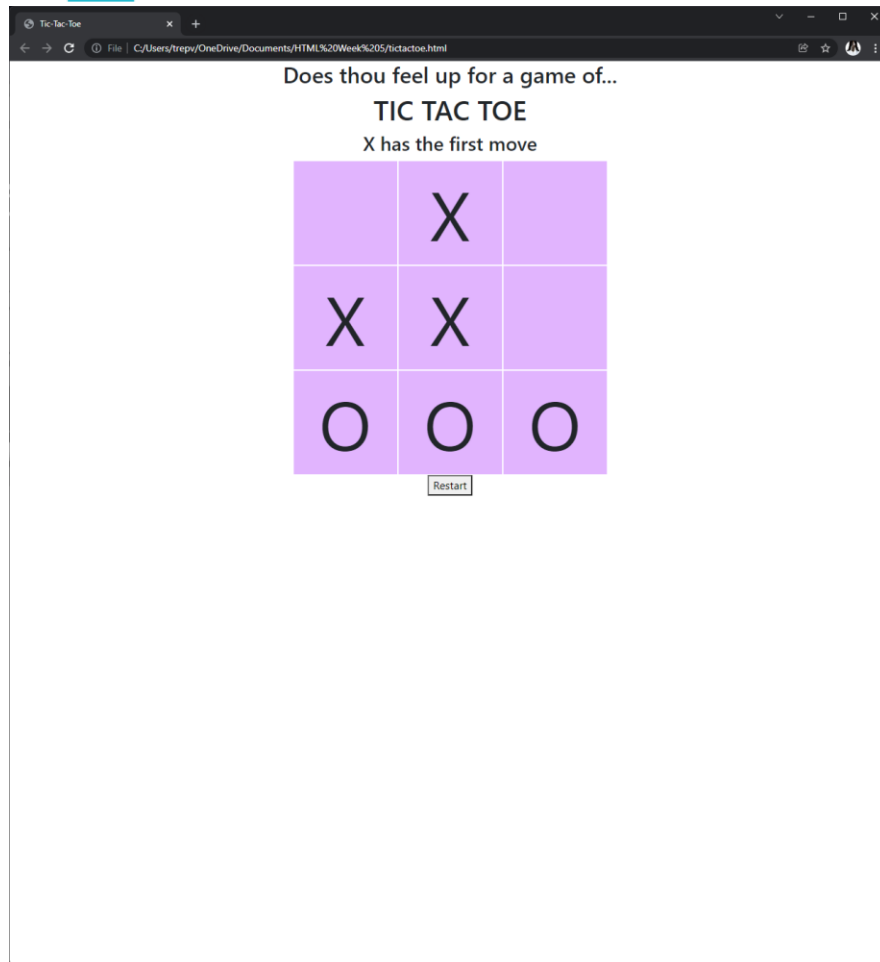 Tic-Tac-Toe
File | C:/Users/trepv/OneDrive/Documents/HTML%20Week%205/tictactoe.html
Does thou feel up for a game of...
TIC TAC TOE
X has the first move
X
X X
O O O
Restart